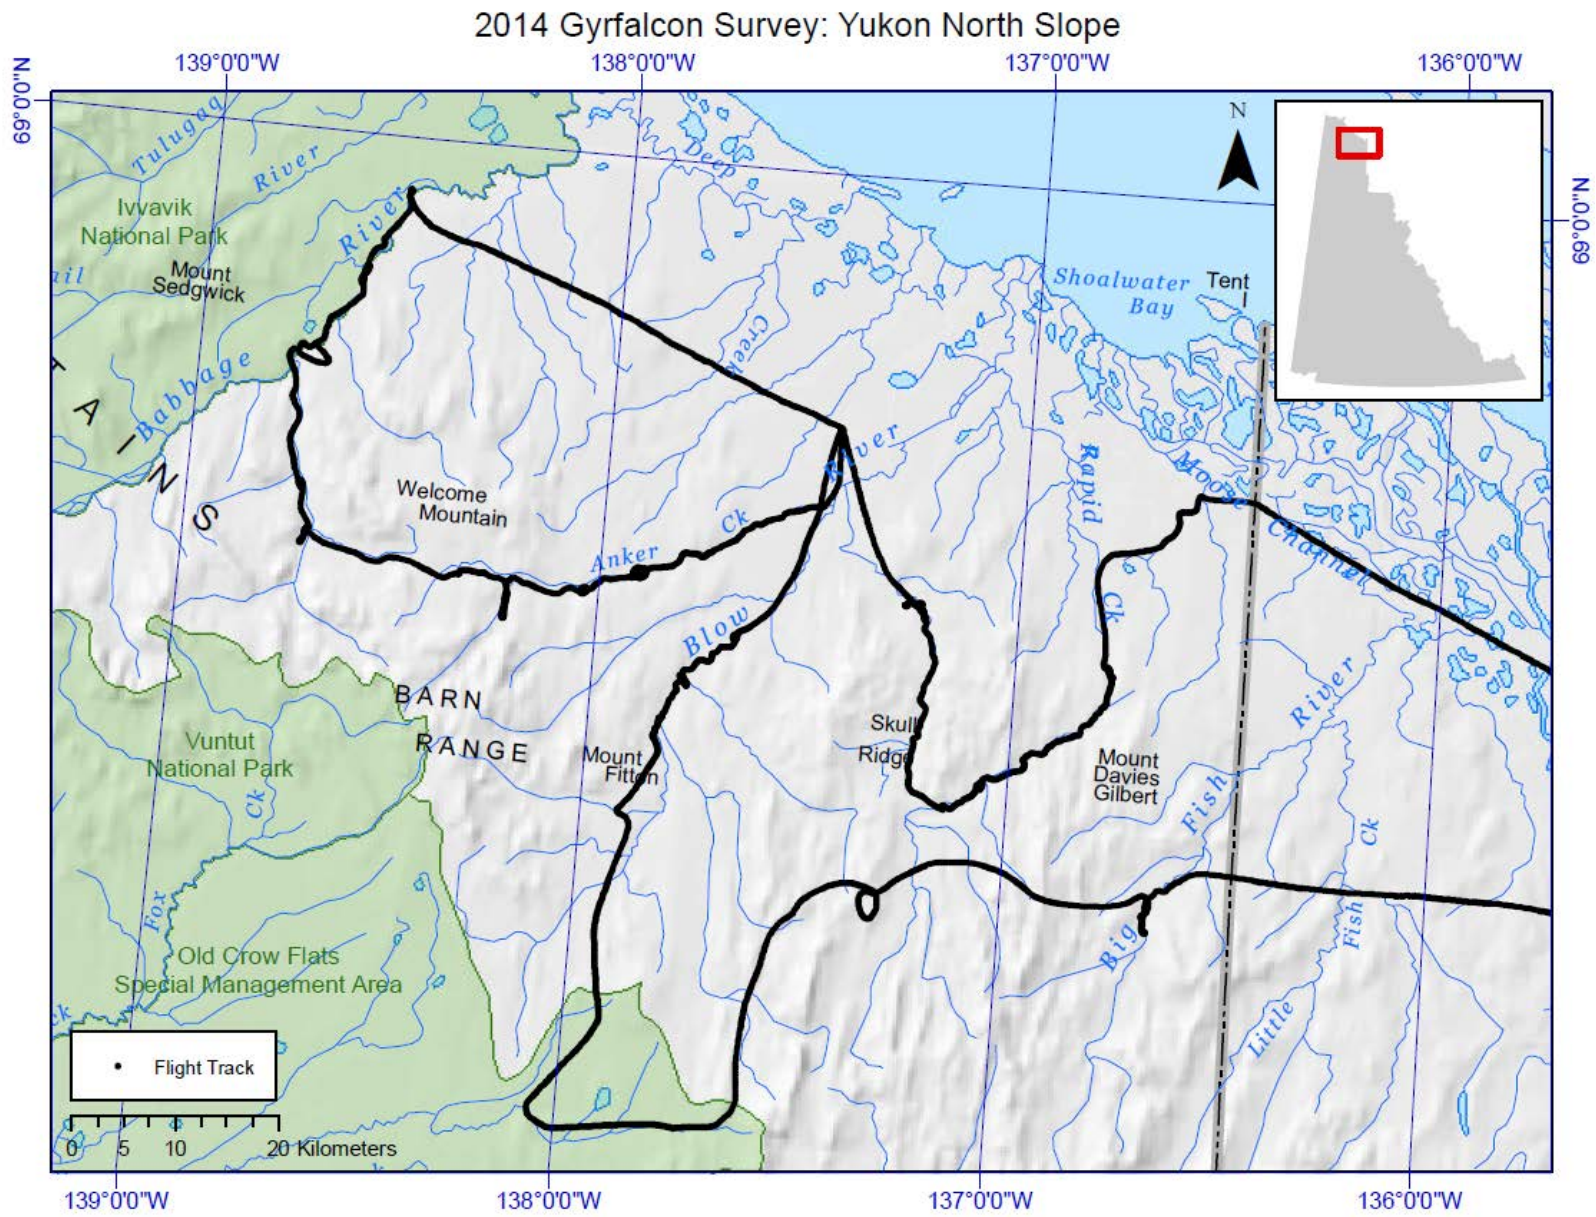 2014 Gyrfalcon Survey: Yukon North Slope
139°0'0"W
138°0'0"W
137°0'0"W
136°0'0"W
69°0'0"N
69°0'0"N
N
Tulugaq
River
Deep
Ivvavik
National Park
River
Mount
Sedgwick
ail
Shoalwater
Bay
Tent
I
Creek
Babbage
T A I N S
River
Rapid
Moose
Channel
Welcome
Mountain
Ck
Anker
Ck
Blow
BARN
RANGE
River
Vuntut
National Park
Mount
Fitton
Skull
Ridge
Mount
Davies
Gilbert
Ck
Fish
Ck
Fox
Fish
Big
Old Crow Flats
Special Management Area
ck
Little
Flight Track
0 5 10 20 Kilometers
k
139°0'0"W
138°0'0"W
137°0'0"W
136°0'0"W